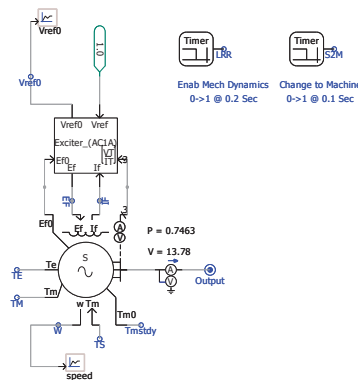 Vref0
1.0
Timer
LRR
Timer
S2M
Vref0
Enab Mech Dynamics
0->1 @ 0.2 Sec
Change to Machine
0->1 @ 0.1 Sec
Vref0 Vref
Exciter_(AC1A)
VT
IT
3
Ef0
Ef If
EF
IF
3
Ef0
Ef If
A
V
P = 0.7463
V = 13.78
S
A
V
Output
TE
Te
TM
Tm
w Tm
Tm0
W
TS
Tmstdy
speed